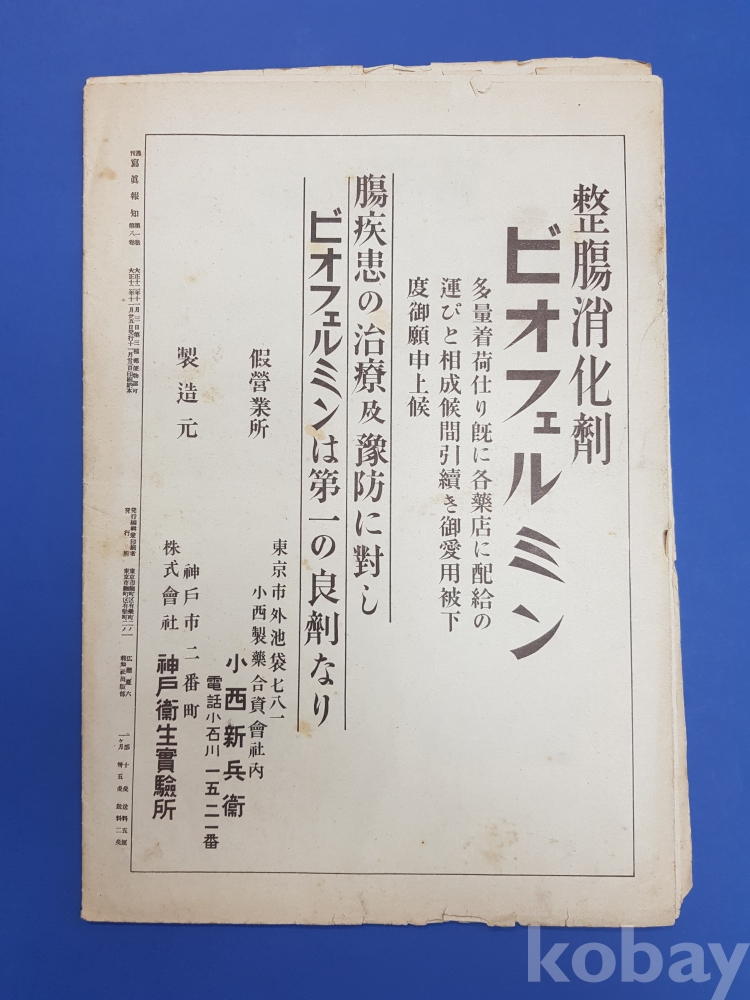 整腸消化劑
ビオフェルミン
多量着荷仕り既に各藥店に配給の
運びと相成候間引續き御愛用被下
度御願申上候
腸疾患の治療及豫防に對し
ビオフェルミンは第一の良劑なり
假營業所
東京市外池袋七八一
小西製藥合資會社内
小西新兵衞
電話小石川一五二一番
製造元
神戸市二番町
株式會社 神戸衞生實驗所
週刊 寫眞報知
kobay